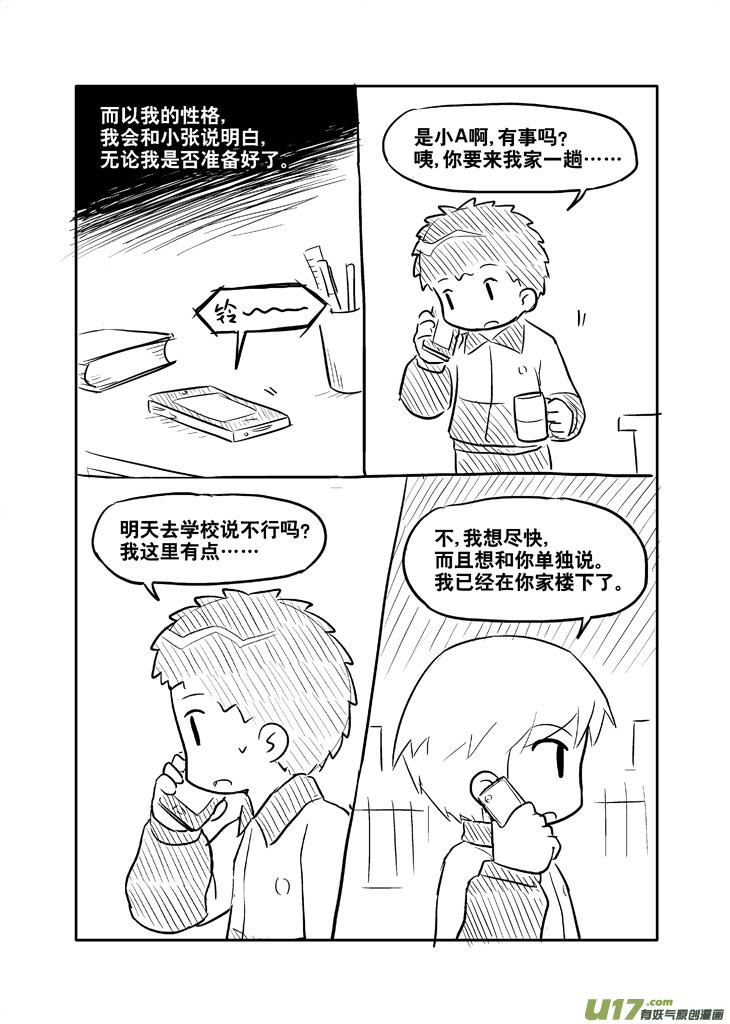 而以我的性格，
我会和小张说明白，
无论我是否准备好了。
铃
是小A啊，有事吗？
咦，你要来我家一趟……
明天去学校说不行吗？
我这里有点……
不，我想尽快，
而且想和你单独说。
我已经在你家楼下了。
U17.com
有妖气原创漫画